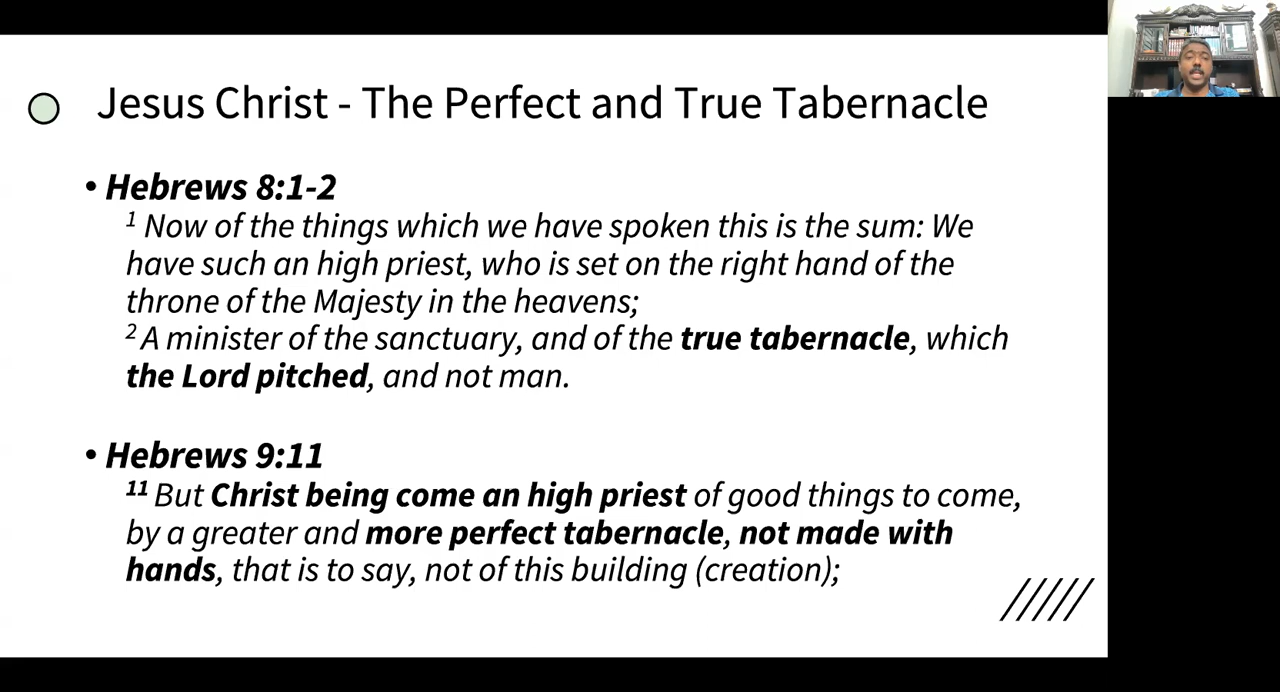 Jesus Christ - The Perfect and True Tabernacle
• Hebrews 8:1-2
1 Now of the things which we have spoken this is the sum: We
have such an high priest, who is set on the right hand of the
throne of the Majesty in the heavens;
2 A minister of the sanctuary, and of the true tabernacle, which
the Lord pitched, and not man.
• Hebrews 9:11
11 But Christ being come an high priest of good things to come,
by a greater and more perfect tabernacle, not made with
hands, that is to say, not of this building (creation);